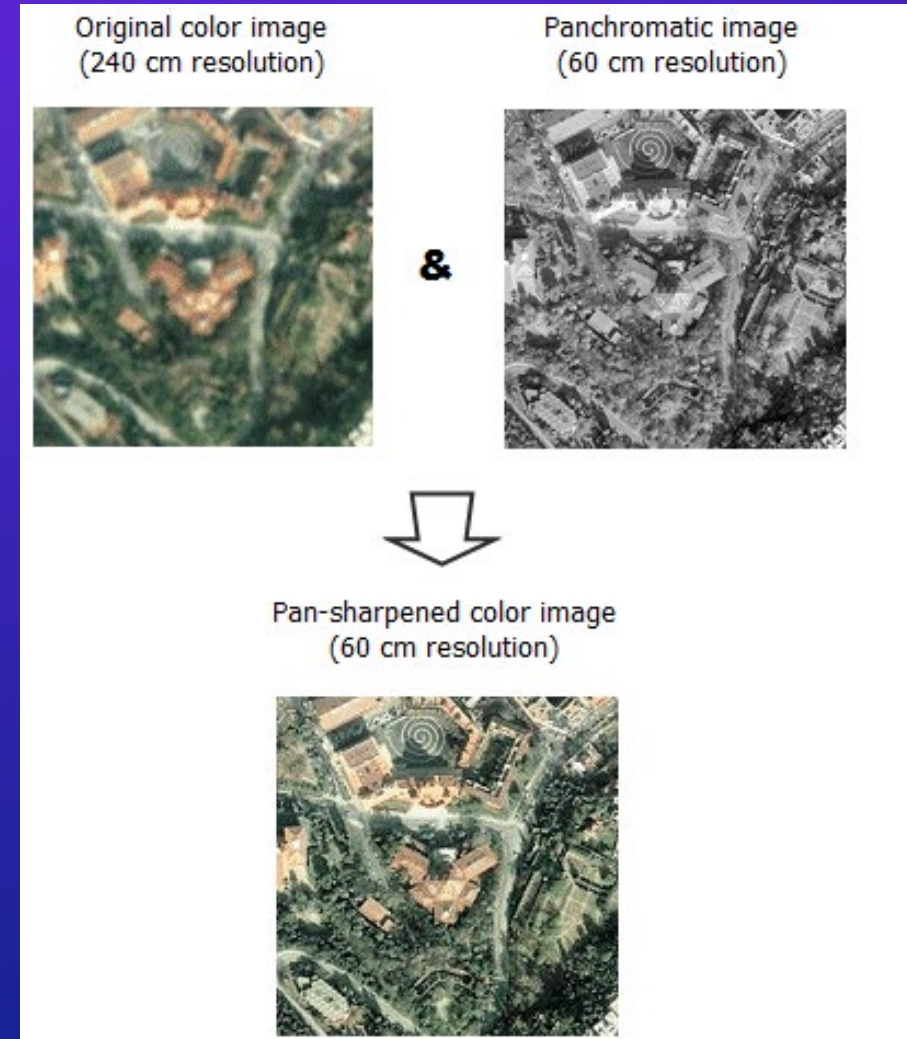 Original color image
(240 cm resolution)
Panchromatic image
(60 cm resolution)
&
Pan-sharpened color image
(60 cm resolution)